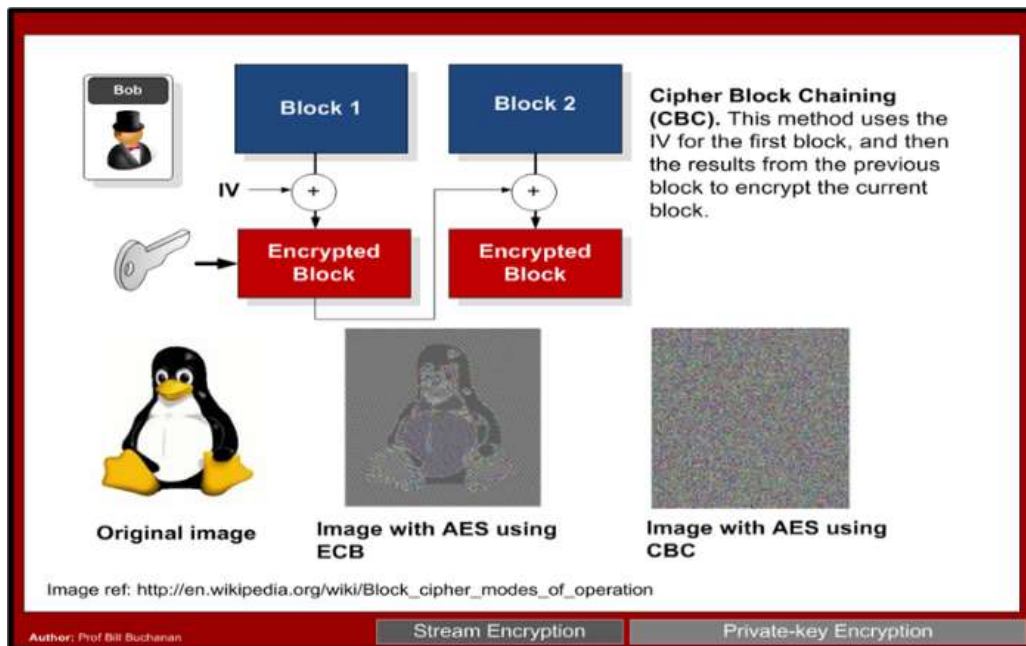 Bob
Block 1
Block 2
Cipher Block Chaining
(CBC). This method uses the
IV for the first block, and then
the results from the previous
block to encrypt the current
block.
IV
+
+
Encrypted
Block
Encrypted
Block
Original image
Image with AES using
ECB
Image with AES using
CBC
Image ref: http://en.wikipedia.org/wiki/Block_cipher_modes_of_operation
Author: Prof Bill Buchanan
Stream Encryption
Private-key Encryption